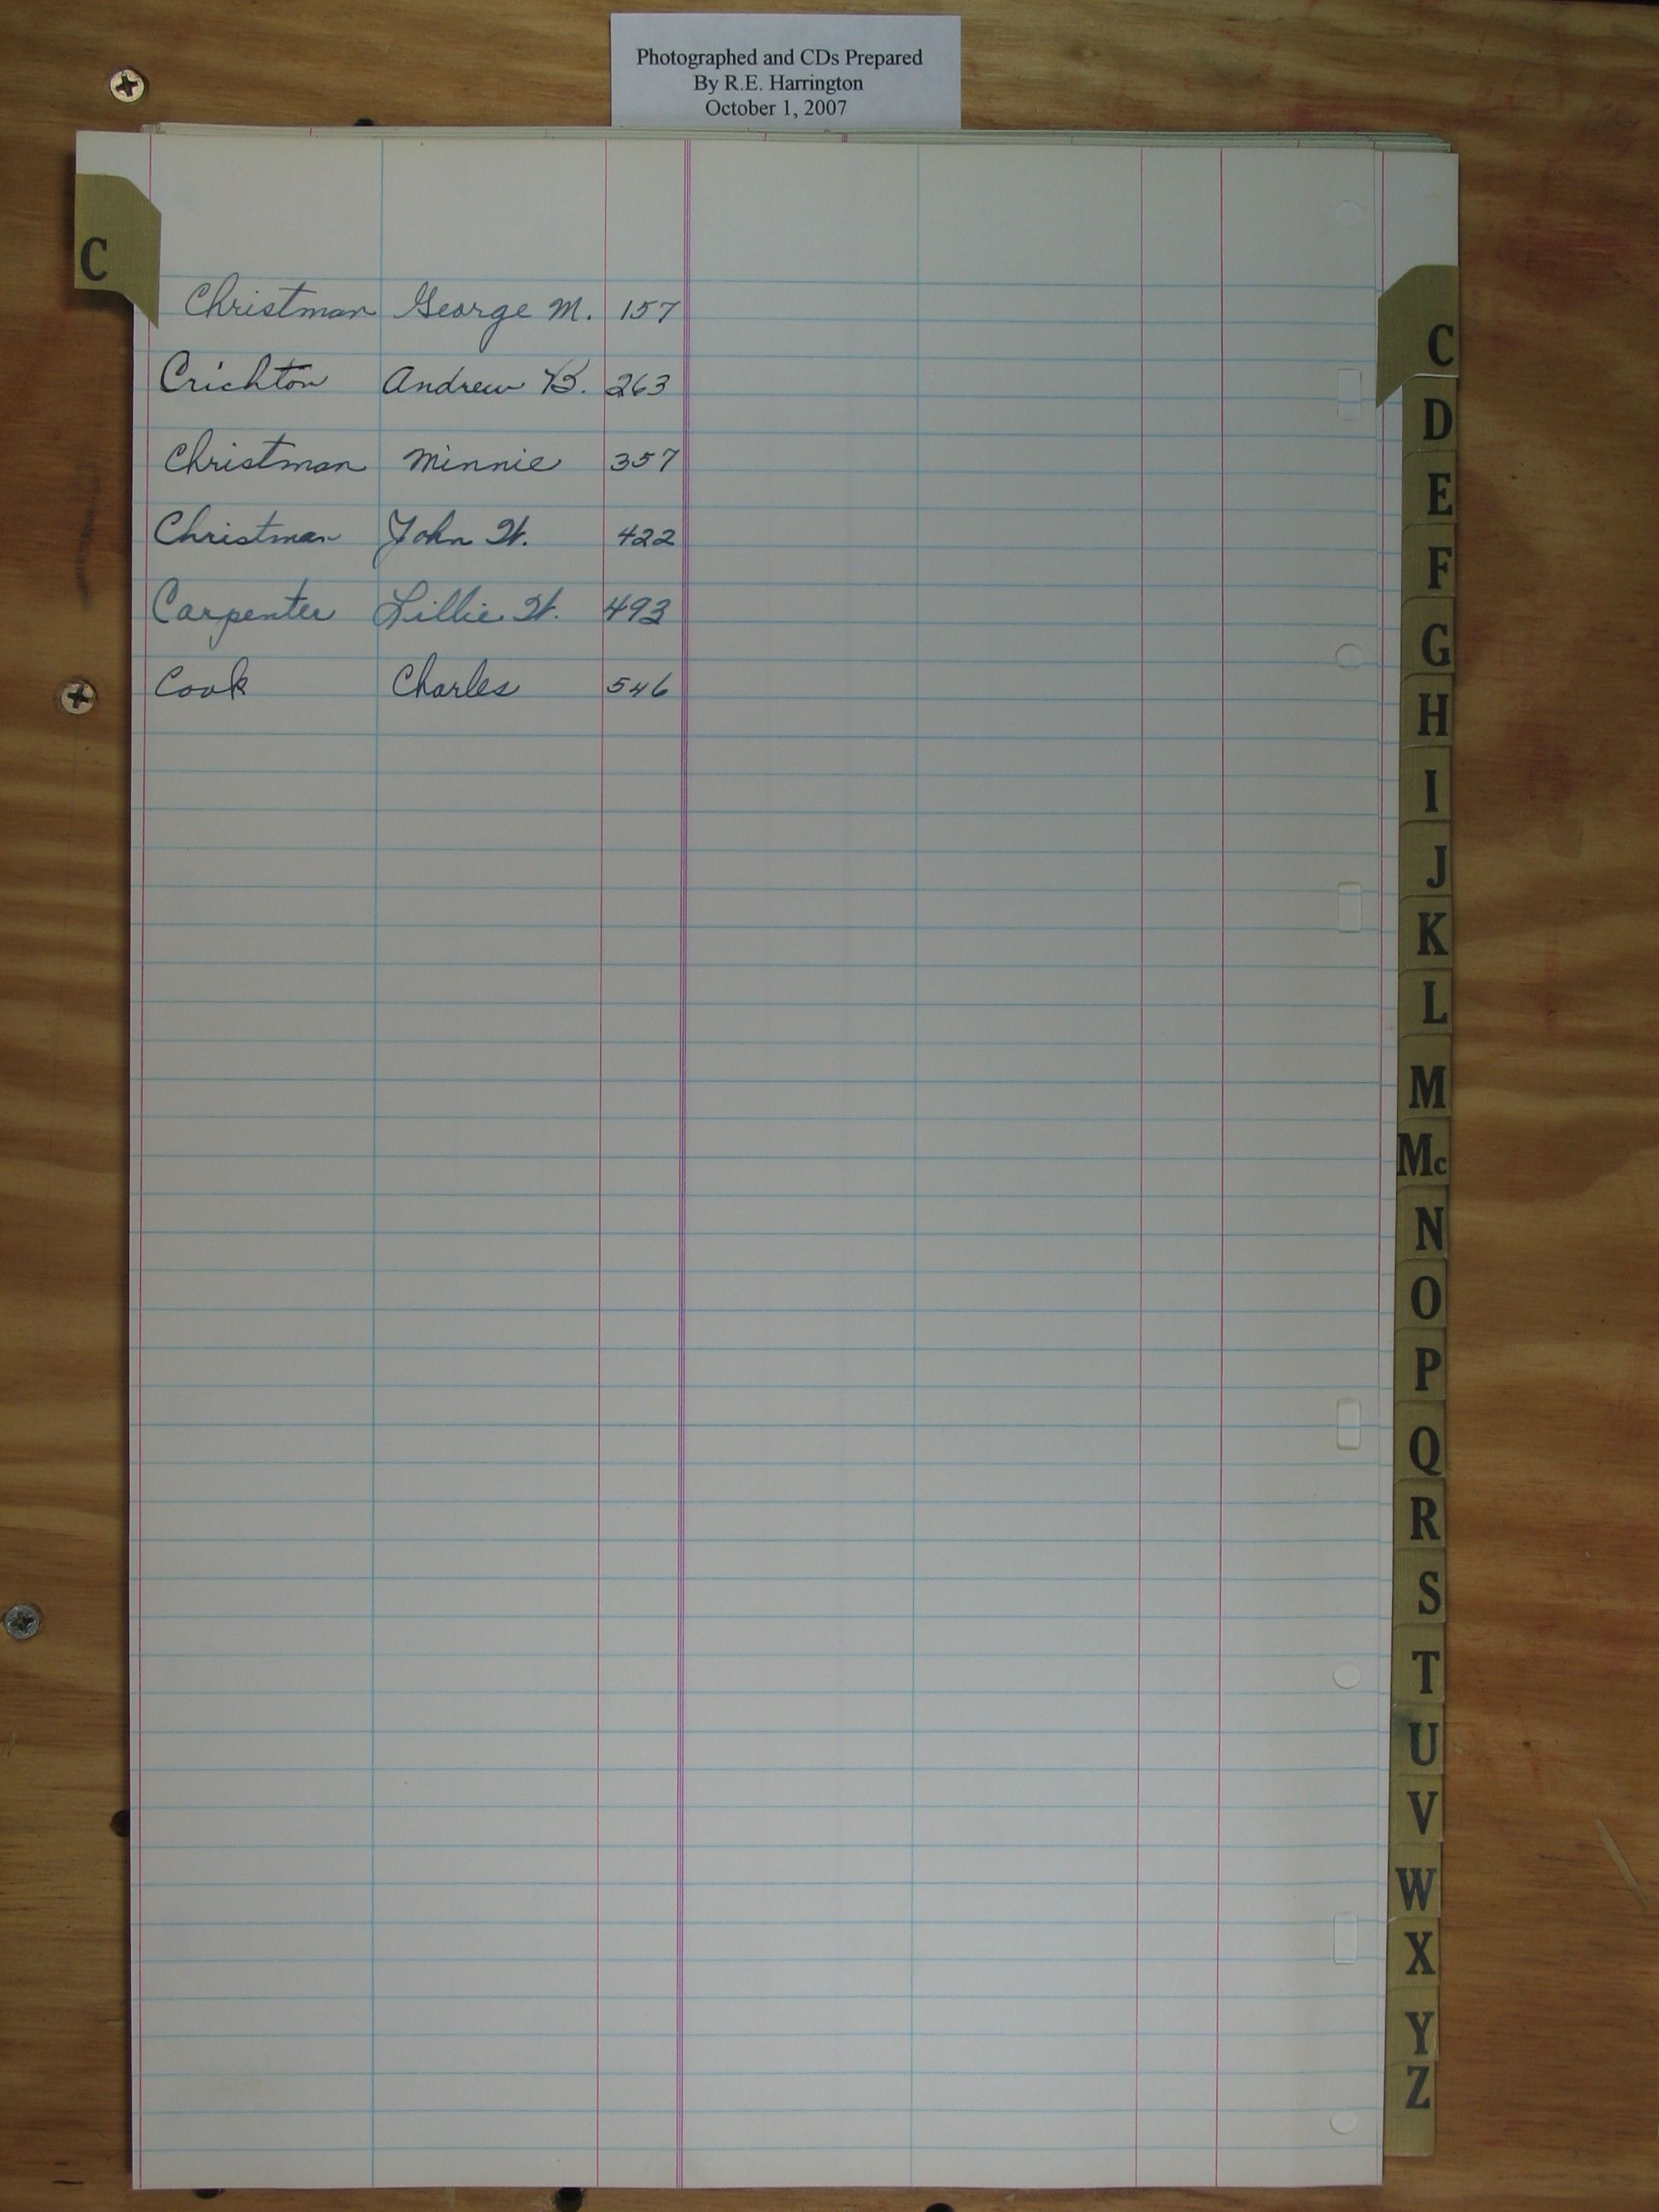 Photographed and CDs Prepared
By R.E. Harrington
October 1, 2007
C
Christman George M. 157
Crichton Andrew B. 263
Christman Minnie 357
Christman John W. 422
Carpenter Lillie W. 493
Cook Charles 546
C
D
E
F
G
H
I
J
K
L
M
Mc
N
O
P
Q
R
S
T
U
V
W
X
Y
Z